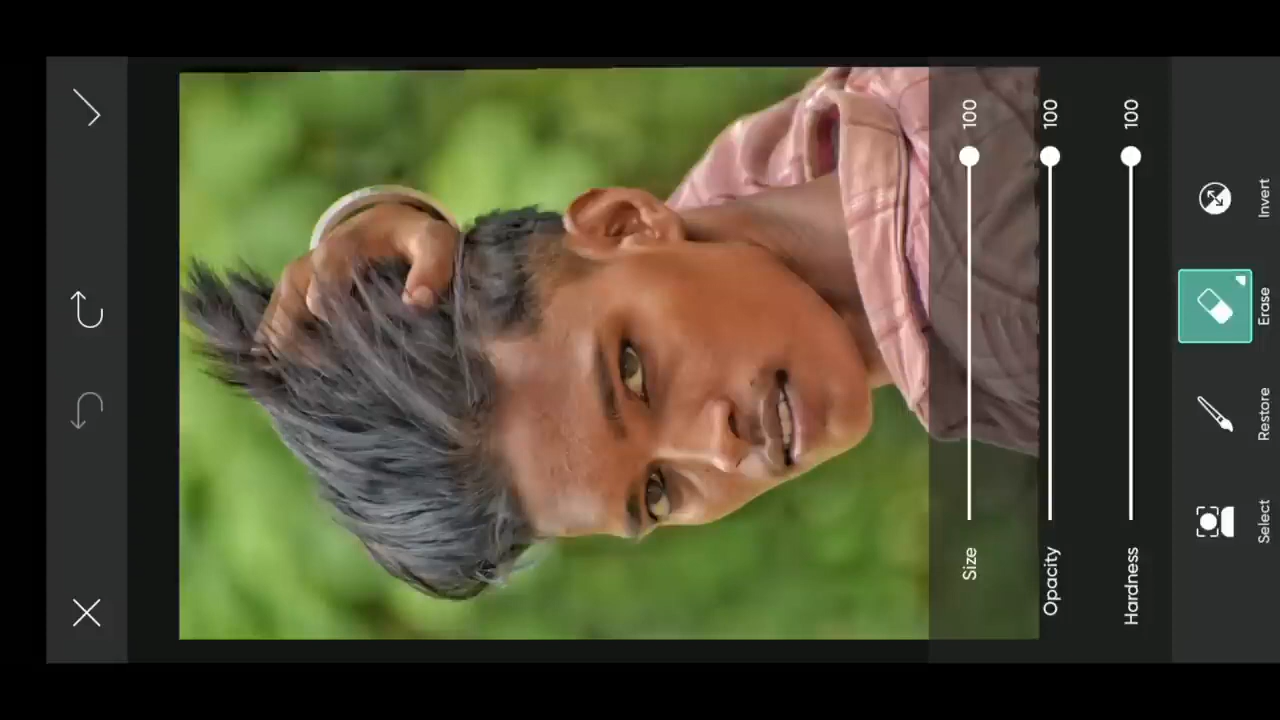 Size 100
Opacity 100
Hardness 100
Select
Restore
Erase
Invert